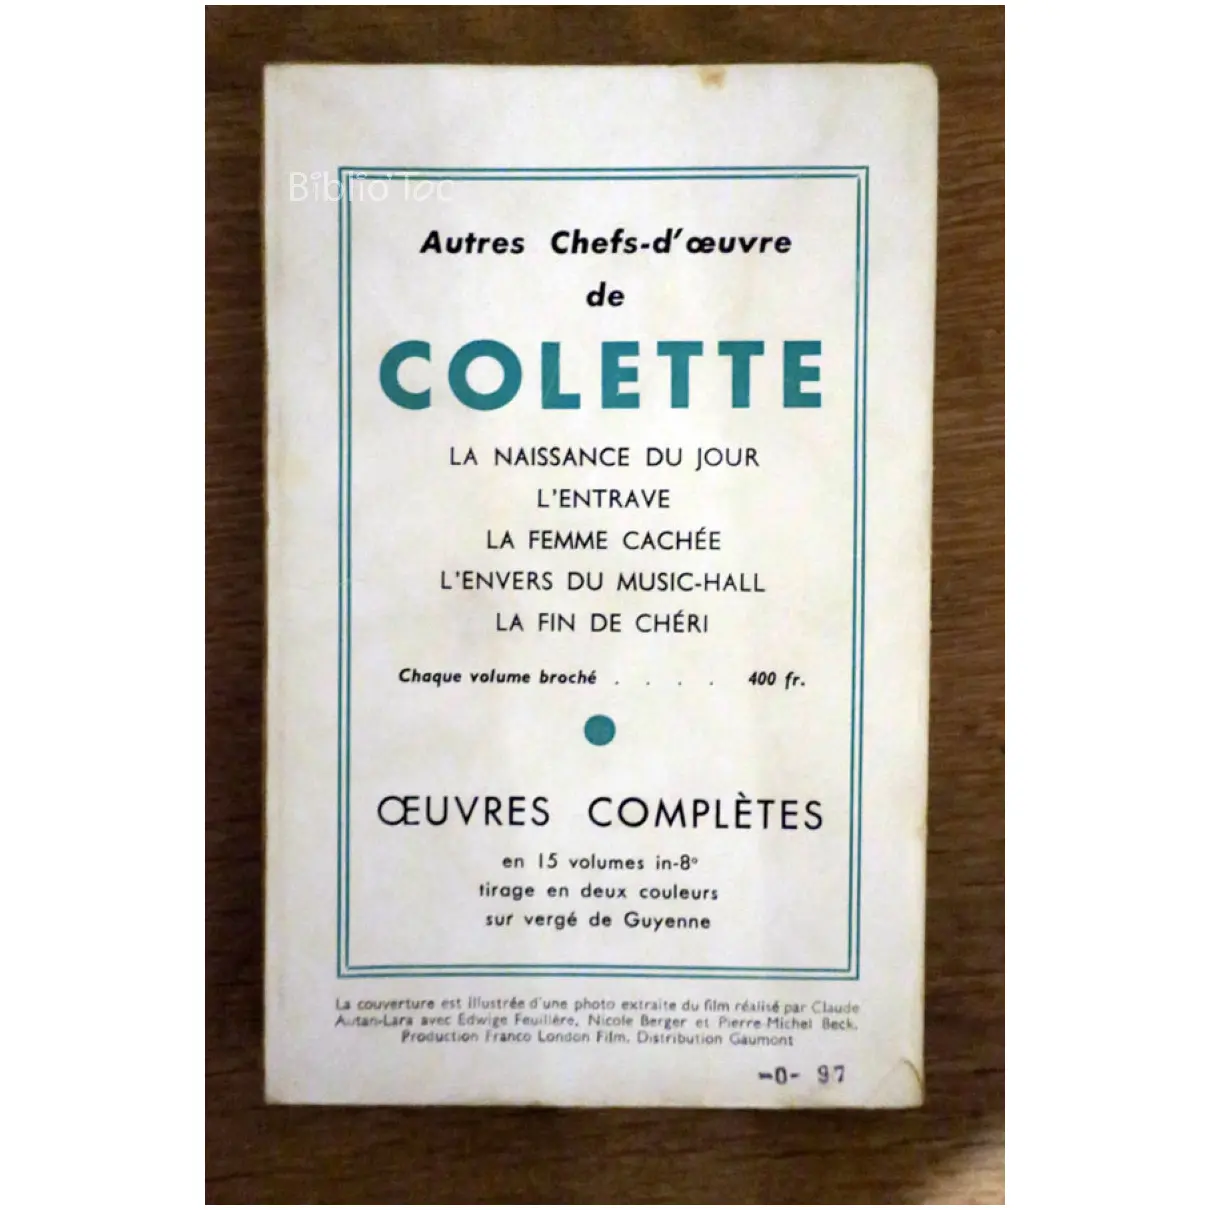 Biblio'Toc
Autres Chefs-d'œuvre
de
COLETTE
LA NAISSANCE DU JOUR
L'ENTRAVE
LA FEMME CACHÉE
L'ENVERS DU MUSIC-HALL
LA FIN DE CHÉRI
Chaque volume broché . . . . 400 fr.
ŒUVRES COMPLÈTES
en 15 volumes in-8°
tirage en deux couleurs
sur vergé de Guyenne
La couverture est illustrée d'une photo extraite du film réalisé par Claude
Autan-Lara avec Edwige Feuillère, Nicole Berger et Pierre-Michel Beck.
Production Franco London Film. Distribution Gaumont
-0- 97